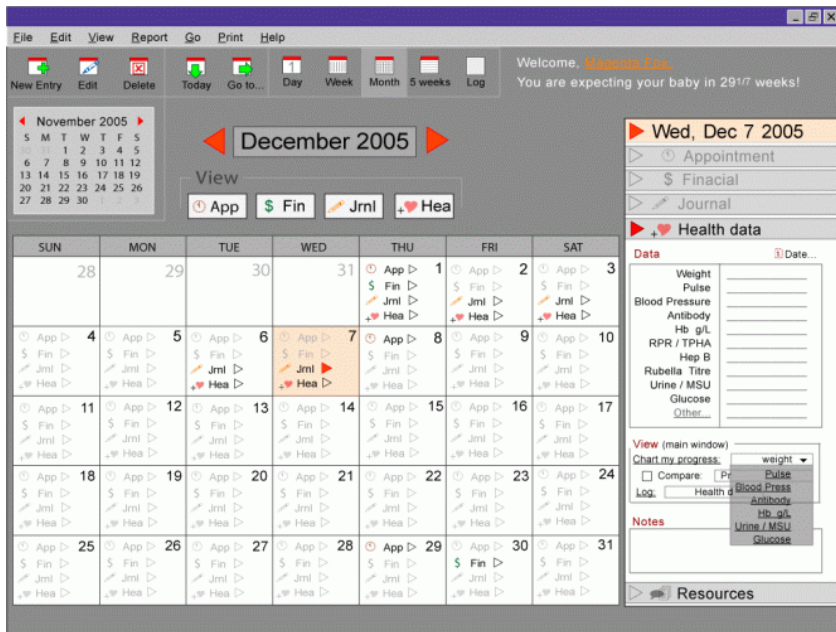 File Edit View Report Go Print Help
New Entry Edit Delete Today Go to... Day Week Month 5 weeks Log
Welcome, Magenta Fox.
You are expecting your baby in 291/7 weeks!
November 2005
S M T W T F S
30 31 1 2 3 4 5
6 7 8 9 10 11 12
13 14 15 16 17 18 19
20 21 22 23 24 25 26
27 28 29 30 1 2 3
December 2005
View
App $ Fin Jrnl Hea
SUN MON TUE WED THU FRI SAT
28 29 30 31 App 1 App 2 App 3
$ Fin $ Fin $ Fin
Jrnl Jrnl Jrnl
Hea Hea Hea
App 4 App 5 App 6 App 7 App 8 App 9 App 10
$ Fin $ Fin $ Fin $ Fin $ Fin $ Fin $ Fin
Jrnl Jrnl Jrnl Jrnl Jrnl Jrnl Jrnl
Hea Hea Hea Hea Hea Hea Hea
App 11 App 12 App 13 App 14 App 15 App 16 App 17
$ Fin $ Fin $ Fin $ Fin $ Fin $ Fin $ Fin
Jrnl Jrnl Jrnl Jrnl Jrnl Jrnl Jrnl
Hea Hea Hea Hea Hea Hea Hea
App 18 App 19 App 20 App 21 App 22 App 23 App 24
$ Fin $ Fin $ Fin $ Fin $ Fin $ Fin $ Fin
Jrnl Jrnl Jrnl Jrnl Jrnl Jrnl Jrnl
Hea Hea Hea Hea Hea Hea Hea
App 25 App 26 App 27 App 28 App 29 App 30 App 31
$ Fin $ Fin $ Fin $ Fin $ Fin $ Fin $ Fin
Jrnl Jrnl Jrnl Jrnl Jrnl Jrnl Jrnl
Hea Hea Hea Hea Hea Hea Hea
Wed, Dec 7 2005
Appointment
$ Finacial
Journal
Health data
Data 1 Date...
Weight
Pulse
Blood Pressure
Antibody
Hb g/L
RPR / TPHA
Hep B
Rubella Titre
Urine / MSU
Glucose
Other...
View (main window)
Chart my progress: weight
Compare: Pr Pulse
Blood Press
Log: Health d Antibody
Hb g/L
Urine / MSU
Glucose
Notes
Resources